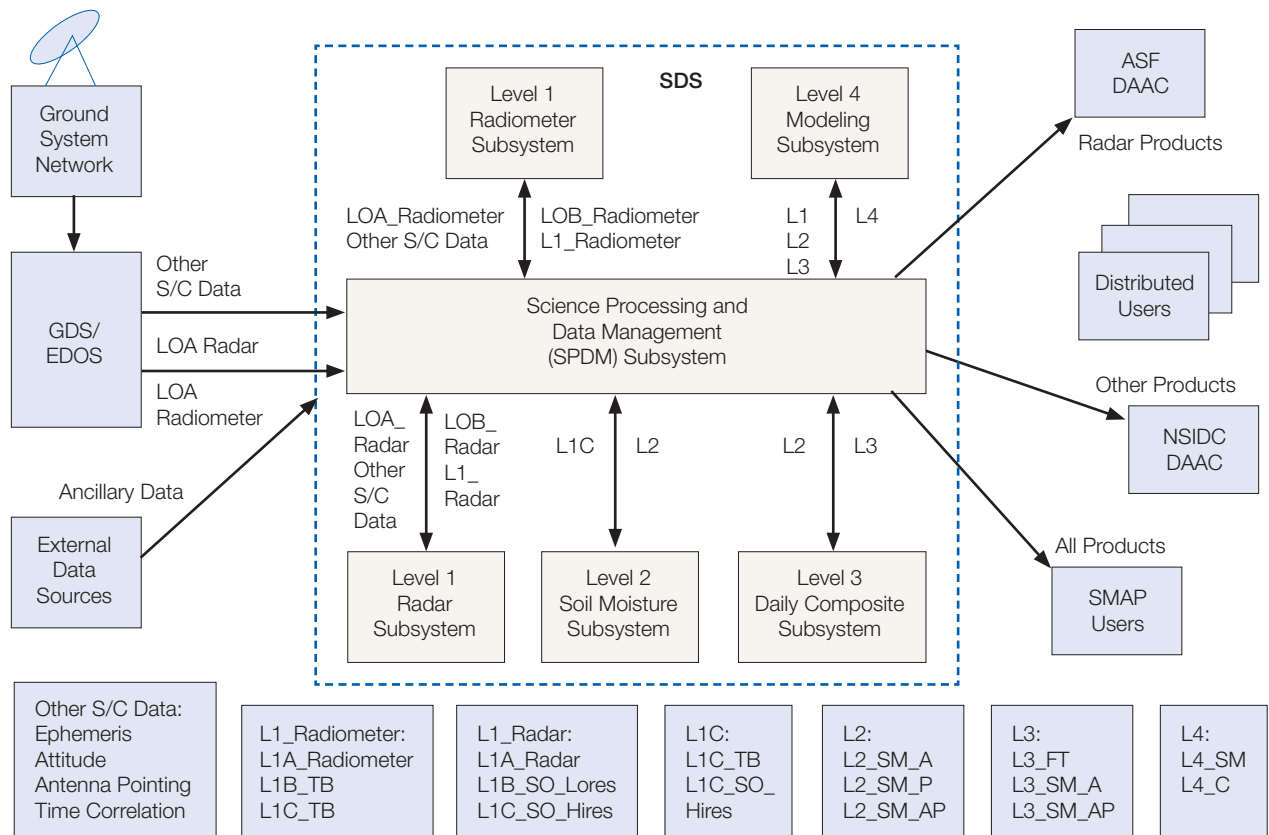 SDS
Ground
System
Network
GDS/
EDOS
External
Data
Sources
Other
S/C Data
LOA Radar
LOA
Radiometer
Ancillary Data
Level 1
Radiometer
Subsystem
Level 4
Modeling
Subsystem
LOA_Radiometer
Other S/C Data
LOB_Radiometer
L1_Radiometer
L1
L2
L3
L4
Science Processing and
Data Management
(SPDM) Subsystem
LOA_
Radar
Other
S/C
Data
LOB_
Radar
L1_
Radar
L1C
L2
L2
L3
Level 1
Radar
Subsystem
Level 2
Soil Moisture
Subsystem
Level 3
Daily Composite
Subsystem
ASF
DAAC
Radar Products
Distributed
Users
Other Products
NSIDC
DAAC
All Products
SMAP
Users
Other S/C Data:
Ephemeris
Attitude
Antenna Pointing
Time Correlation
L1_Radiometer:
L1A_Radiometer
L1B_TB
L1C_TB
L1_Radar:
L1A_Radar
L1B_SO_Lores
L1C_SO_Hires
L1C:
L1C_TB
L1C_SO_
Hires
L2:
L2_SM_A
L2_SM_P
L2_SM_AP
L3:
L3_FT
L3_SM_A
L3_SM_AP
L4:
L4_SM
L4_C